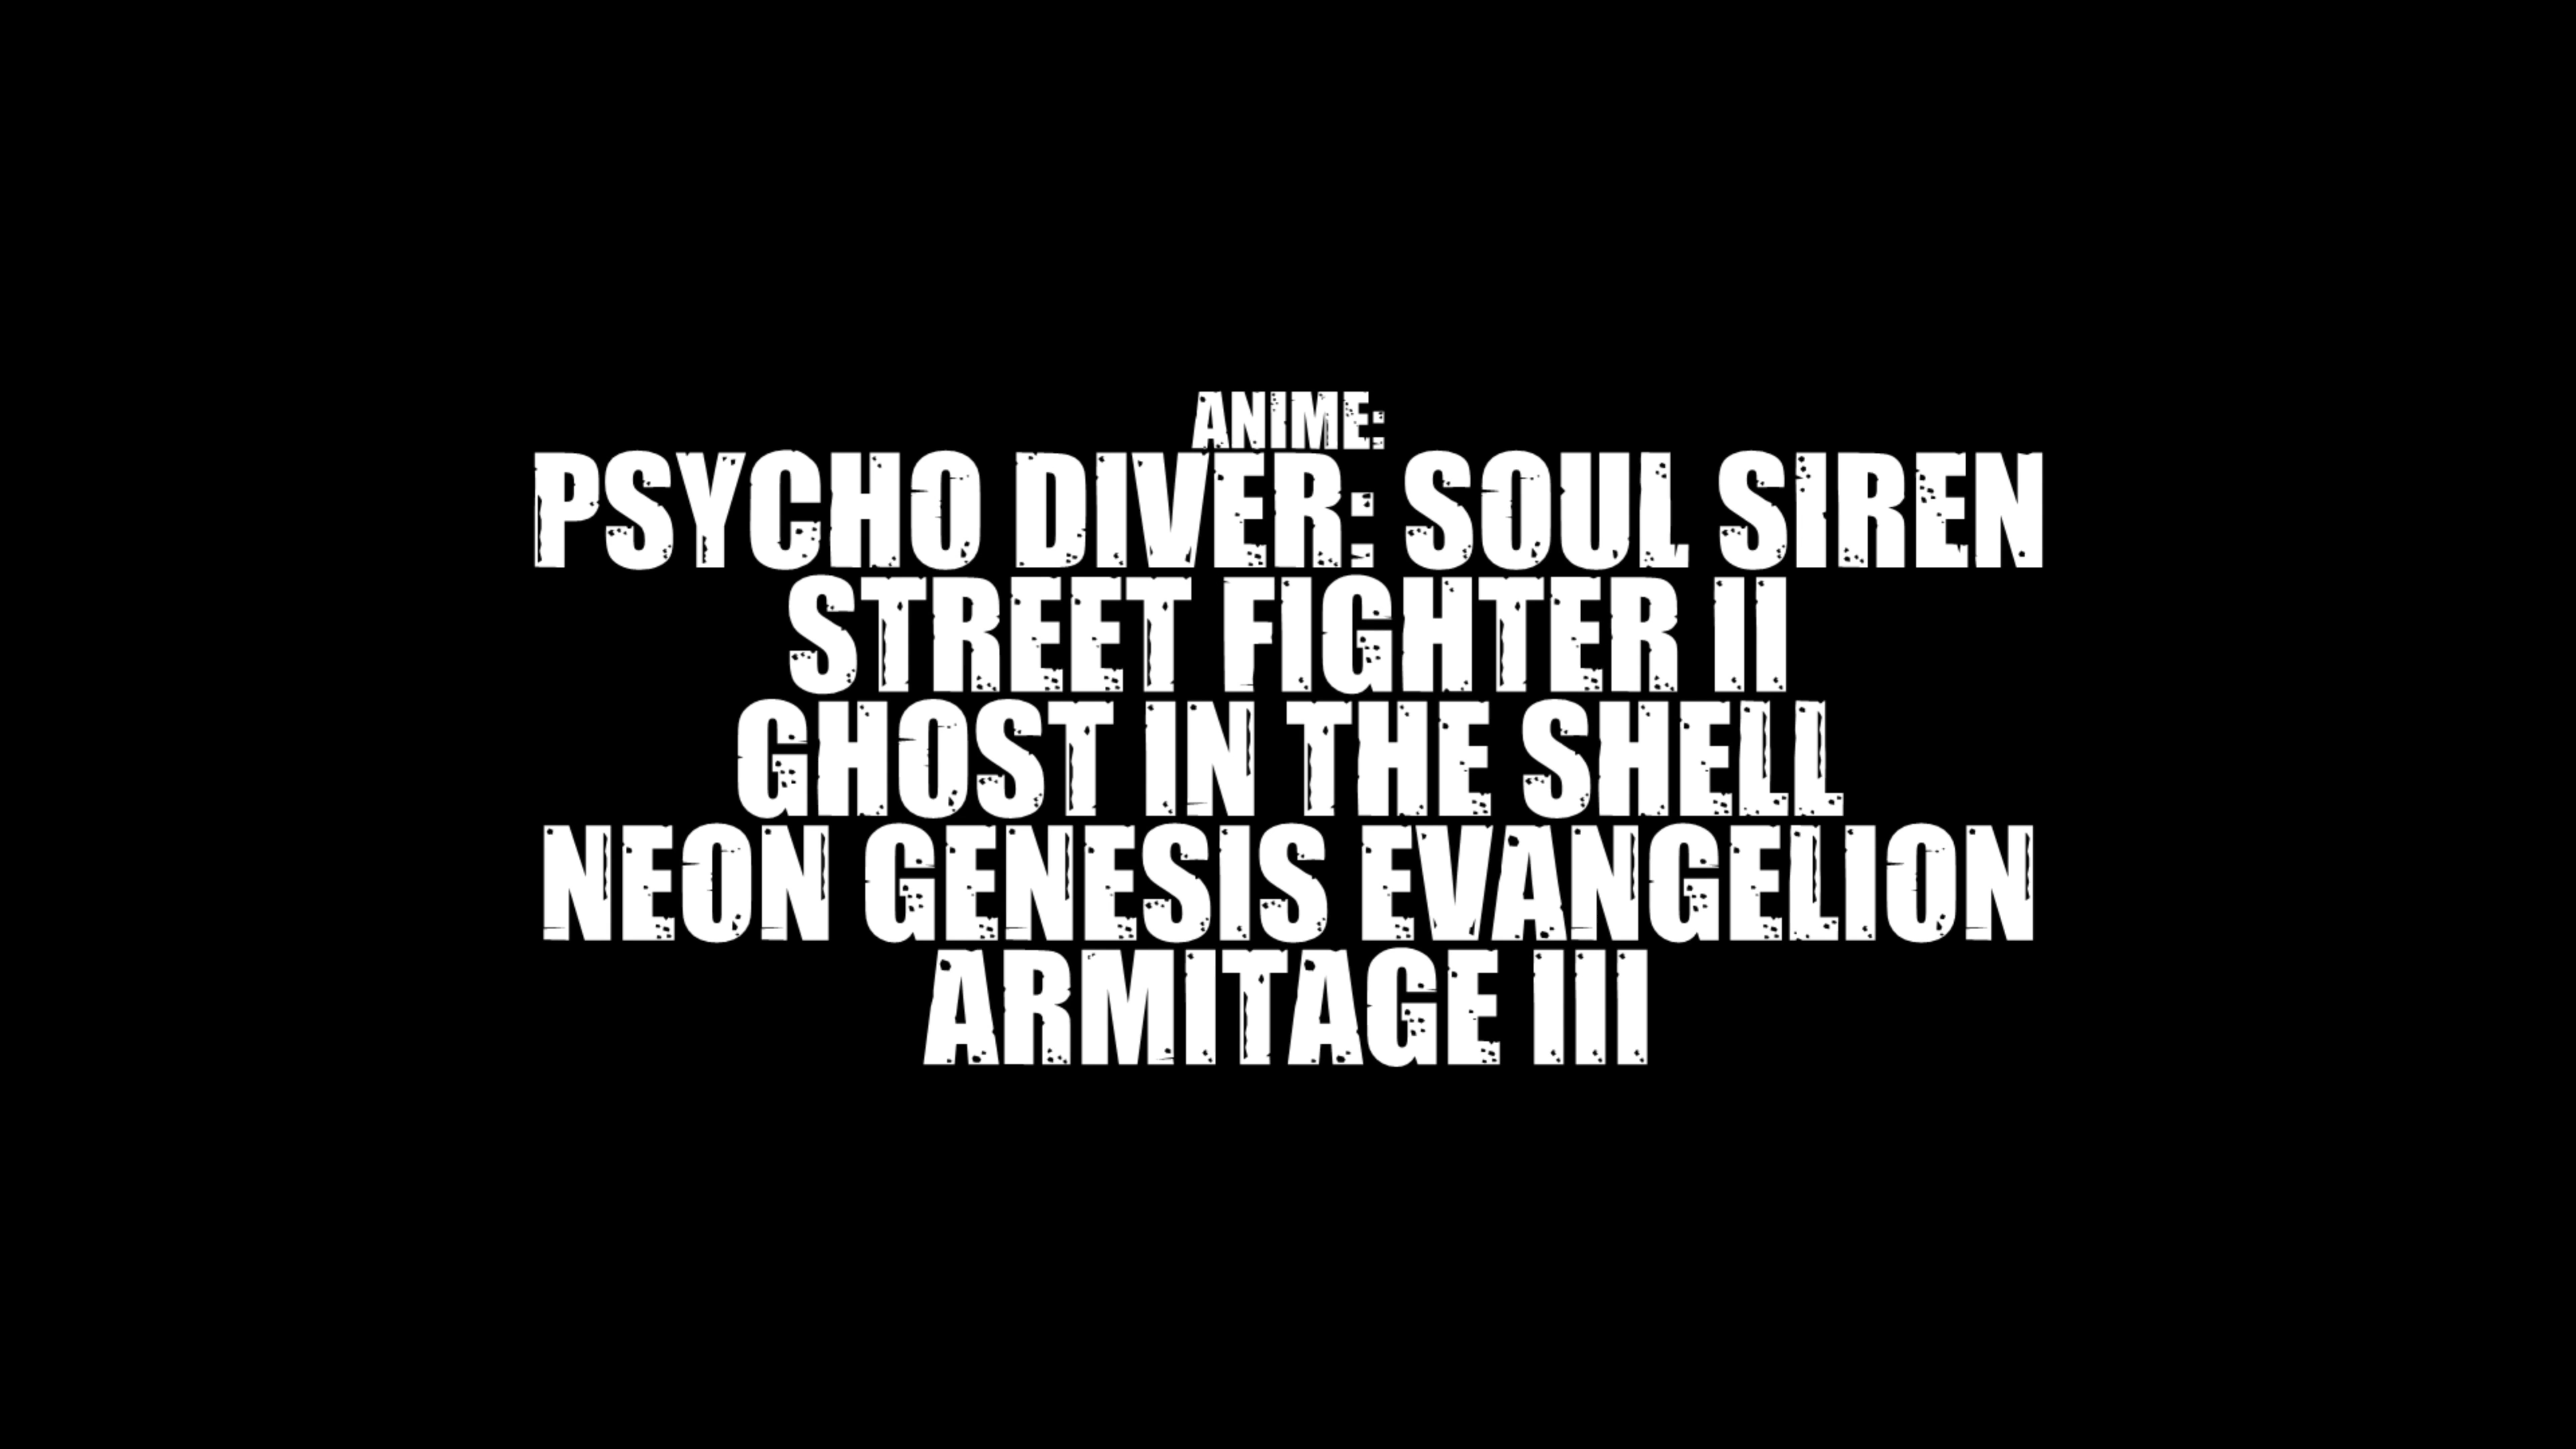 ANIME:
PSYCHO DIVER: SOUL SIREN
STREET FIGHTER II
GHOST IN THE SHELL
NEON GENESIS EVANGELION
ARMITAGE III